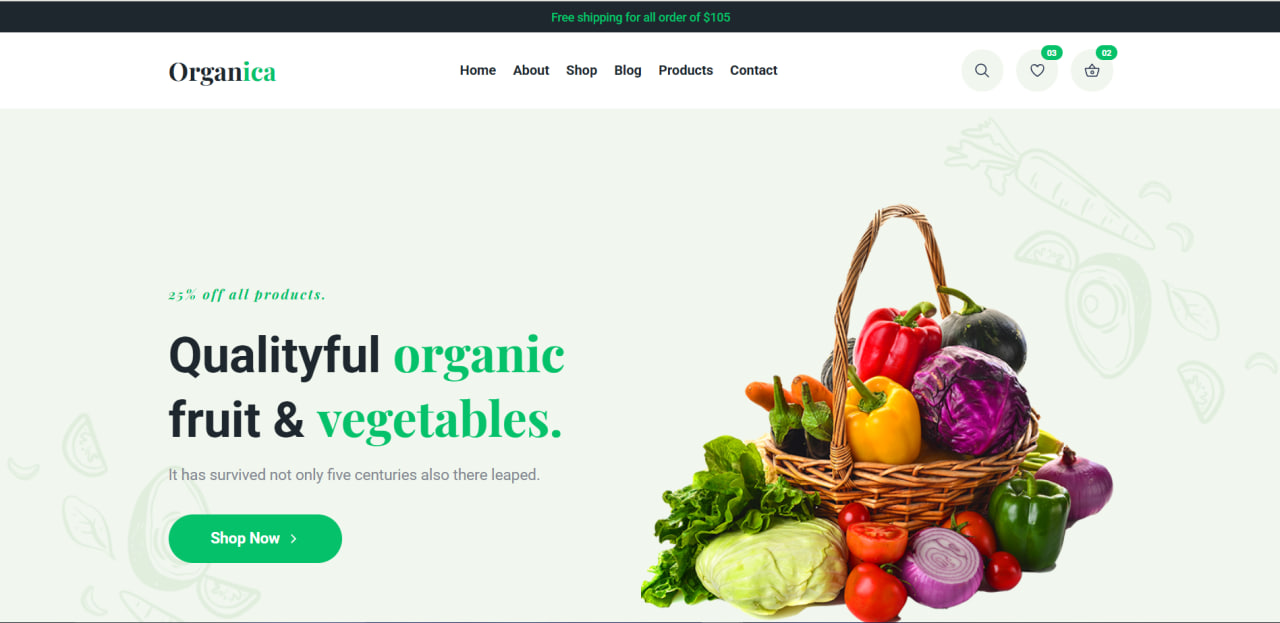 Free shipping for all order of $105
Organica
Home About Shop Blog Products Contact
03 02
25% off all products.
Qualityful organic
fruit & vegetables.
It has survived not only five centuries also there leaped.
Shop Now